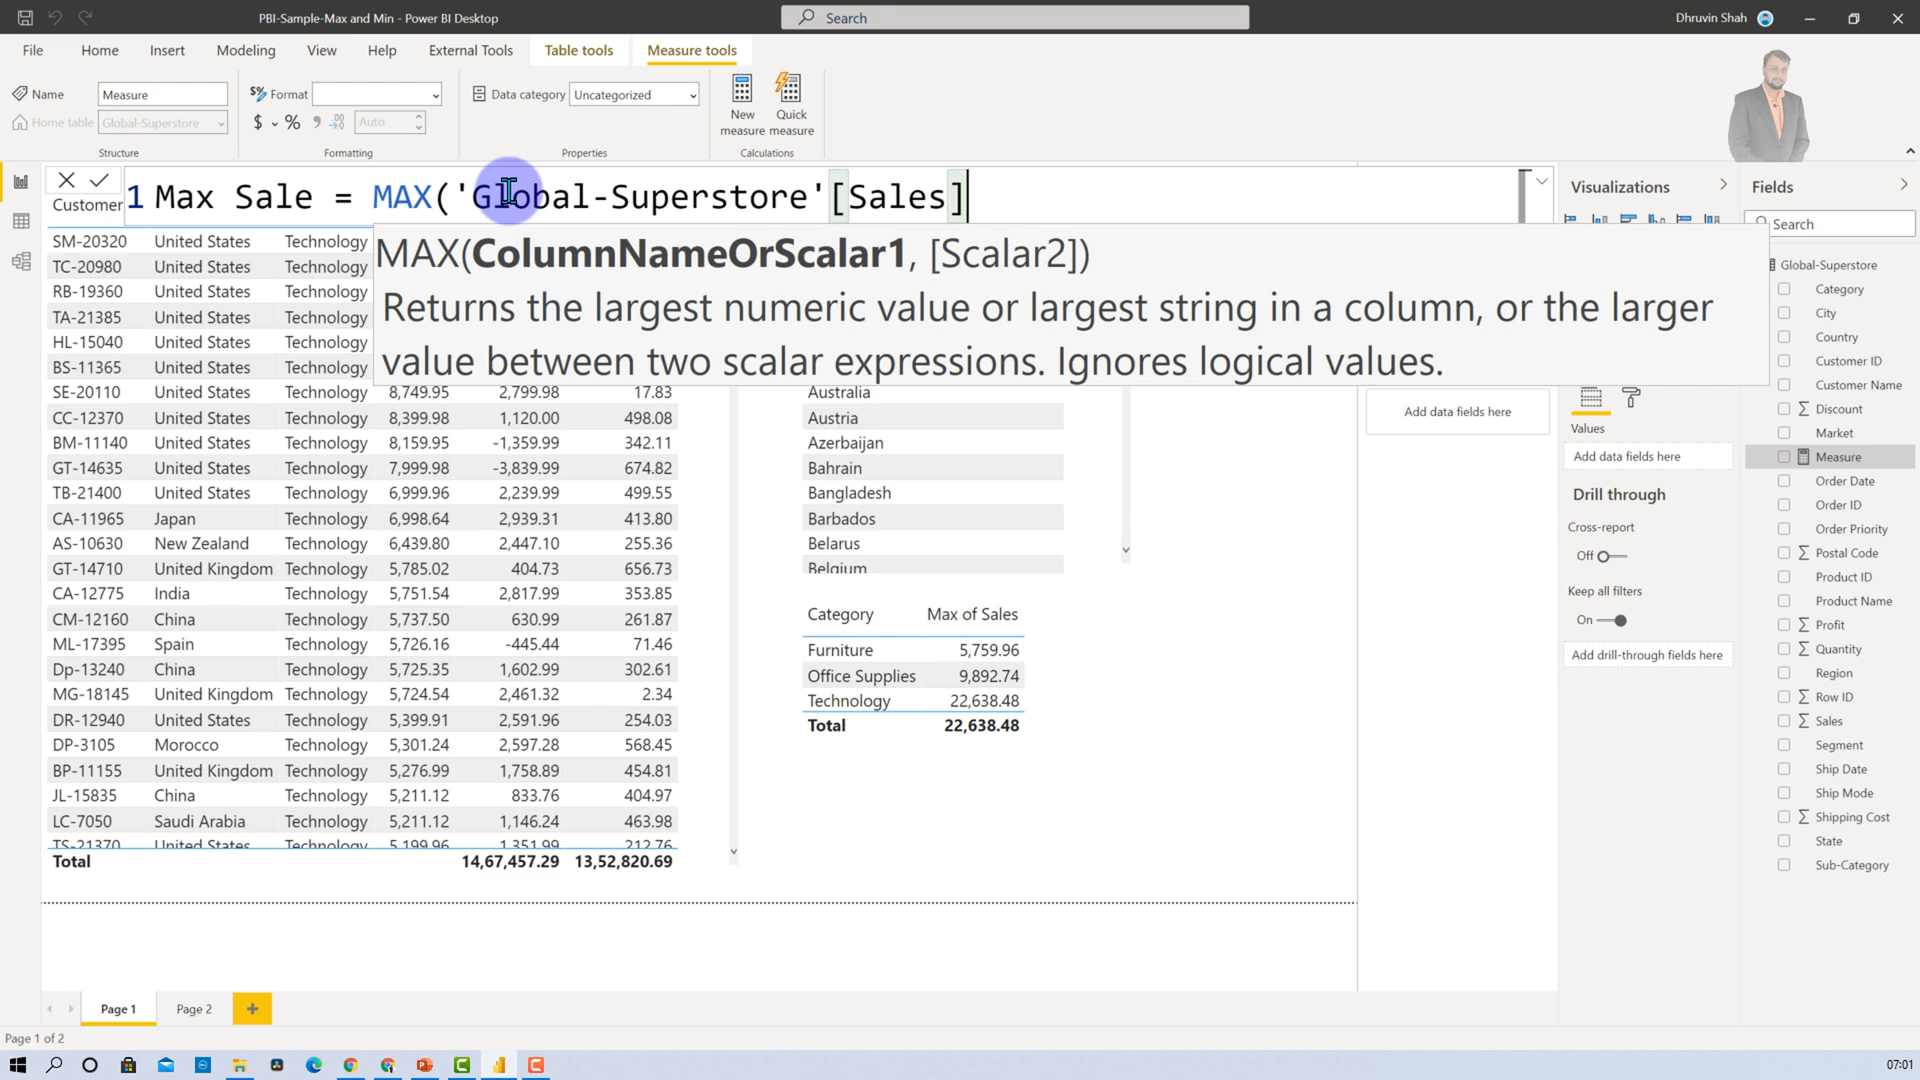 PBI-Sample-Max and Min - Power BI Desktop
Search
Dhruvin Shah
File Home Insert Modeling View Help External Tools Table tools Measure tools
Name Measure
Home table Global-Superstore
Structure
Format
$ % Auto
Formatting
Data category Uncategorized
Properties
New measure
Quick measure
Calculations
1 Max Sale = MAX('Global-Superstore'[Sales]
MAX(ColumnNameOrScalar1, [Scalar2])
Returns the largest numeric value or largest string in a column, or the larger
value between two scalar expressions. Ignores logical values.
Customer
SM-20320 United States Technology
TC-20980 United States Technology
RB-19360 United States Technology
TA-21385 United States Technology
HL-15040 United States Technology
BS-11365 United States Technology
SE-20110 United States Technology 8,749.95 2,799.98 17.83
CC-12370 United States Technology 8,399.98 1,120.00 498.08
BM-11140 United States Technology 8,159.95 -1,359.99 342.11
GT-14635 United States Technology 7,999.98 -3,839.99 674.82
TB-21400 United States Technology 6,999.96 2,239.99 499.55
CA-11965 Japan Technology 6,998.64 2,939.31 413.80
AS-10630 New Zealand Technology 6,439.80 2,447.10 255.36
GT-14710 United Kingdom Technology 5,785.02 404.73 656.73
CA-12775 India Technology 5,751.54 2,817.99 353.85
CM-12160 China Technology 5,737.50 630.99 261.87
ML-17395 Spain Technology 5,726.16 -445.44 71.46
Dp-13240 China Technology 5,725.35 1,602.99 302.61
MG-18145 United Kingdom Technology 5,724.54 2,461.32 2.34
DR-12940 United States Technology 5,399.91 2,591.96 254.03
DP-3105 Morocco Technology 5,301.24 2,597.28 568.45
BP-11155 United Kingdom Technology 5,276.99 1,758.89 454.81
JL-15835 China Technology 5,211.12 833.76 404.97
LC-7050 Saudi Arabia Technology 5,211.12 1,146.24 463.98
TS-21370 United States Technology 5,199.96 1,351.99 212.76
Total 14,67,457.29 13,52,820.69
Australia
Austria
Azerbaijan
Bahrain
Bangladesh
Barbados
Belarus
Belgium
Category Max of Sales
Furniture 5,759.96
Office Supplies 9,892.74
Technology 22,638.48
Total 22,638.48
Add data fields here
Visualizations
Values
Add data fields here
Drill through
Cross-report
Off
Keep all filters
On
Add drill-through fields here
Fields
Search
Global-Superstore
Category
City
Country
Customer ID
Customer Name
Discount
Market
Measure
Order Date
Order ID
Order Priority
Postal Code
Product ID
Product Name
Profit
Quantity
Region
Row ID
Sales
Segment
Ship Date
Ship Mode
Shipping Cost
State
Sub-Category
Page 1 Page 2
Page 1 of 2
07:01